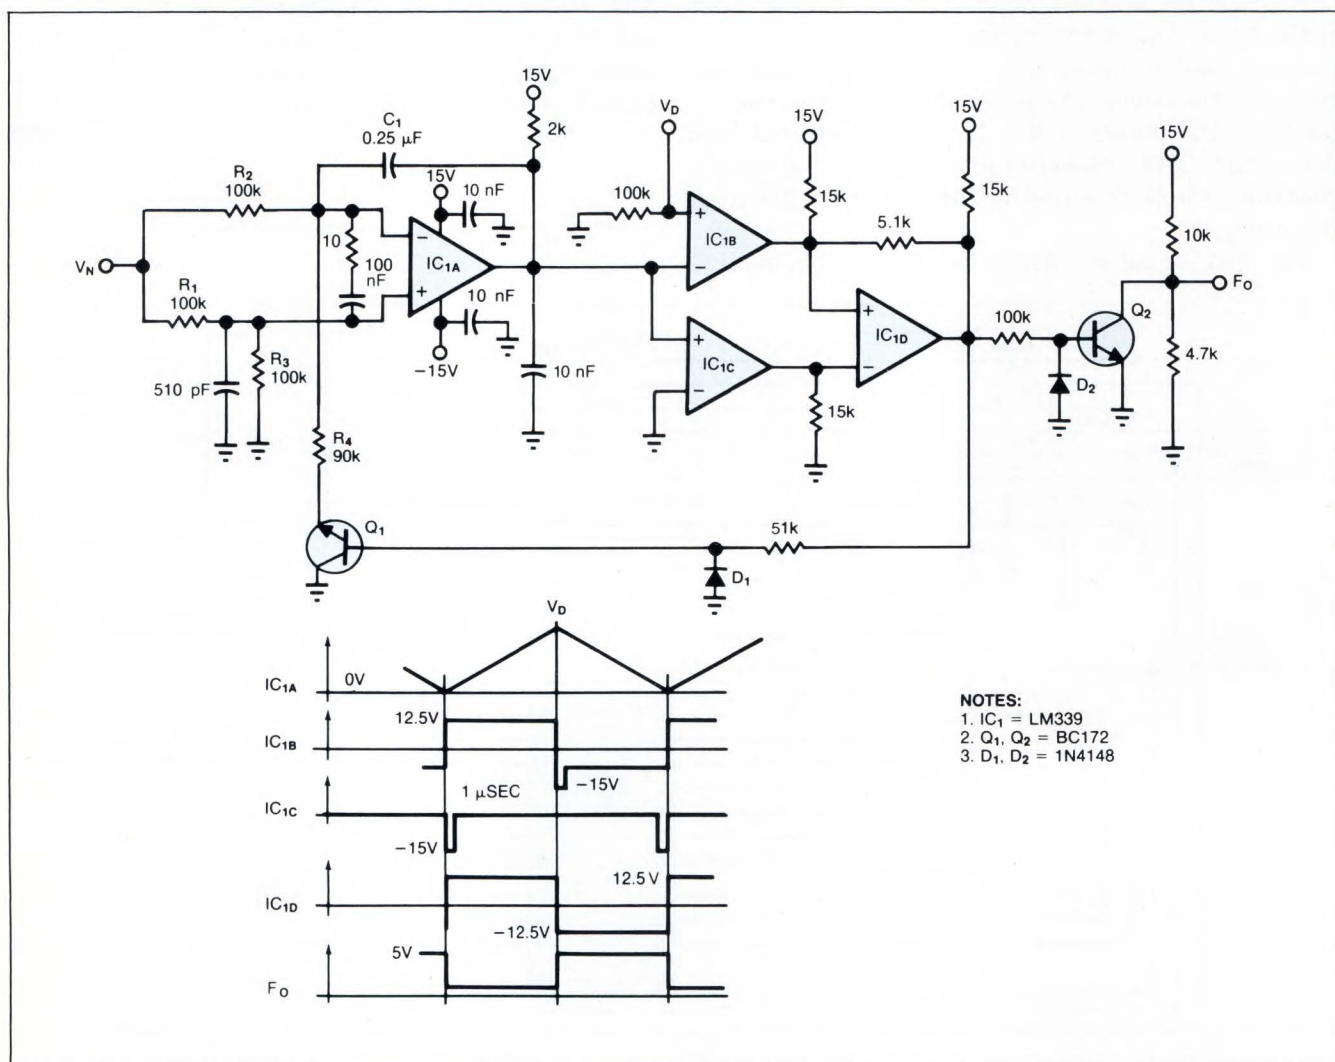 15V
C1
0.25 μF
2k
VD
15V
15V
15V
R2
100k
15V
10 nF
100k
15k
15k
10
100
nF
IC1A
IC1B
5.1k
10k
VN
R1
100k
10 nF
−15V
IC1C
IC1D
100k
Q2
FO
510 pF
R3
100k
10 nF
15k
D2
4.7k
R4
90k
Q1
51k
D1
VD
IC1A
0V
IC1B
12.5V
−15V
IC1C
1 μSEC
−15V
IC1D
12.5 V
−12.5V
FO
5V
NOTES:
1. IC1 = LM339
2. Q1, Q2 = BC172
3. D1, D2 = 1N4148